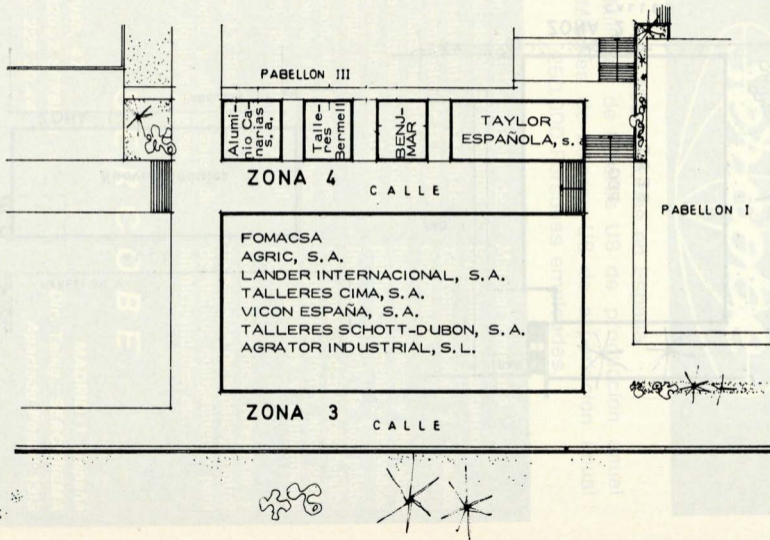 PABELLON III
Alumi-
nio Ca-
narias
s.a.
Talle-
res
Bermell
BENJ-
MAR
TAYLOR
ESPAÑOLA, s.
ZONA 4
CALLE
PABELLON I
FOMACSA
AGRIC, S.A.
LANDER INTERNACIONAL, S.A.
TALLERES CIMA, S.A.
VICON ESPAÑA, S.A.
TALLERES SCHOTT-DUBON, S.A.
AGRATOR INDUSTRIAL, S.L.
ZONA 3
CALLE